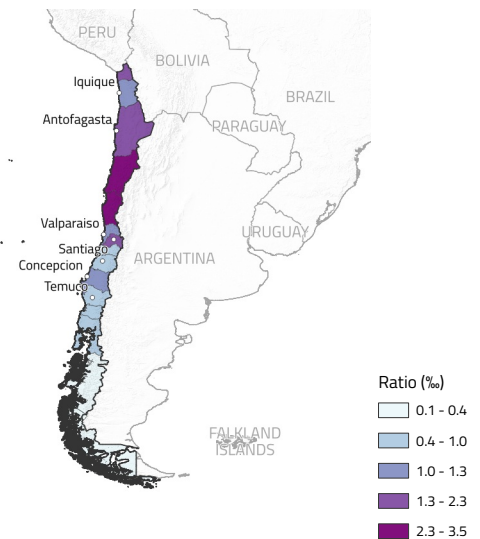 PERU
BOLIVIA
Iquique
BRAZIL
Antofagasta
PARAGUAY
Valparaiso
URUGUAY
Santiago
ARGENTINA
Concepcion
Temuco
FALKLAND
ISLANDS
Ratio (‰)
0.1 - 0.4
0.4 - 1.0
1.0 - 1.3
1.3 - 2.3
2.3 - 3.5